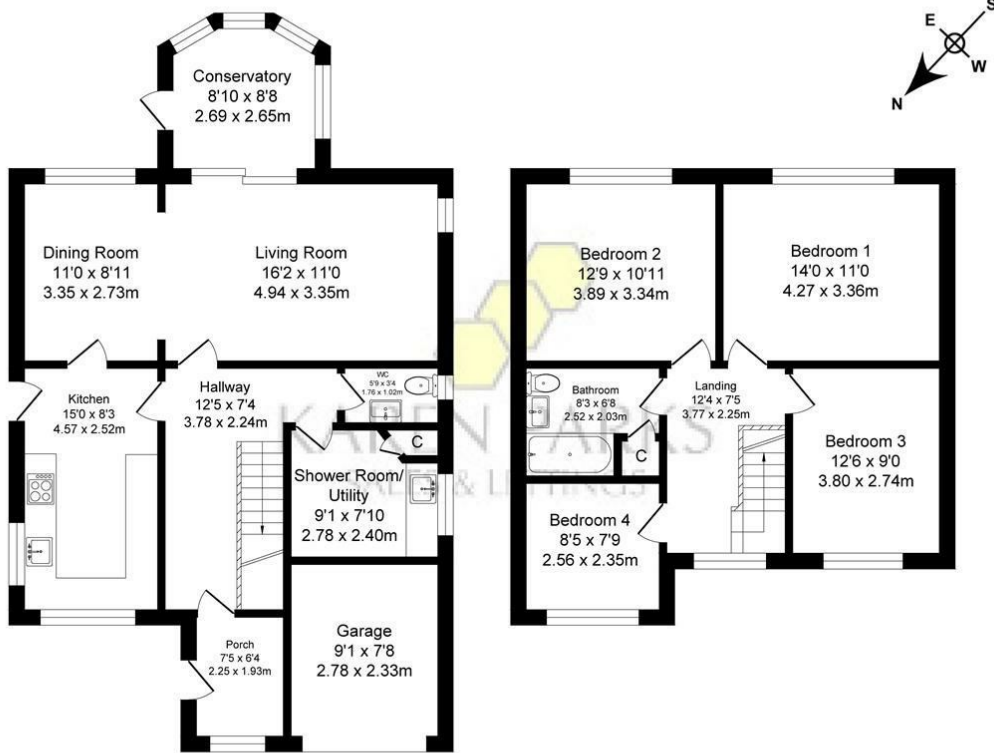 S
E
W
N
Conservatory
8'10 x 8'8
2.69 x 2.65m
Dining Room
11'0 x 8'11
3.35 x 2.73m
Living Room
16'2 x 11'0
4.94 x 3.35m
Kitchen
15'0 x 8'3
4.57 x 2.52m
Hallway
12'5 x 7'4
3.78 x 2.24m
WC
5'9 x 3'4
1.76 x 1.02m
C
Shower Room/
Utility
9'1 x 7'10
2.78 x 2.40m
Porch
7'5 x 6'4
2.25 x 1.93m
Garage
9'1 x 7'8
2.78 x 2.33m
Bedroom 2
12'9 x 10'11
3.89 x 3.34m
Bedroom 1
14'0 x 11'0
4.27 x 3.36m
Bathroom
8'3 x 6'8
2.52 x 2.03m
C
Landing
12'4 x 7'5
3.77 x 2.25m
Bedroom 3
12'6 x 9'0
3.80 x 2.74m
Bedroom 4
8'5 x 7'9
2.56 x 2.35m
KAREN PARKS
SALES & LETTINGS